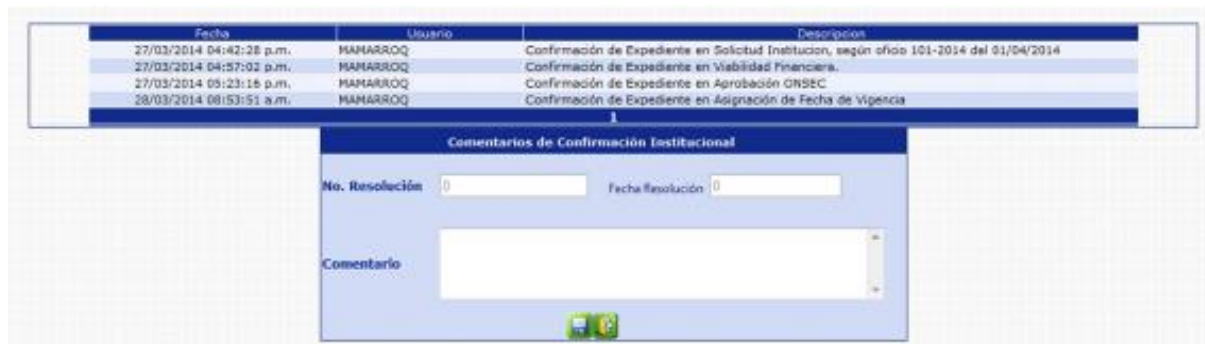 Fecha Usuario Descripcion
27/03/2014 04:42:28 p.m. MAMARROQ Confirmación de Expediente en Solicitud Institucion, según oficio 101-2014 del 01/04/2014
27/03/2014 04:57:02 p.m. MAMARROQ Confirmación de Expediente en Viabilidad Financiera.
27/03/2014 05:23:16 p.m. MAMARROQ Confirmación de Expediente en Aprobación ONSEC
28/03/2014 08:53:51 a.m. MAMARROQ Confirmación de Expediente en Asignación de Fecha de Vigencia
1
Comentarios de Confirmación Institucional
No. Resolución 0 Fecha Resolución 0
Comentario